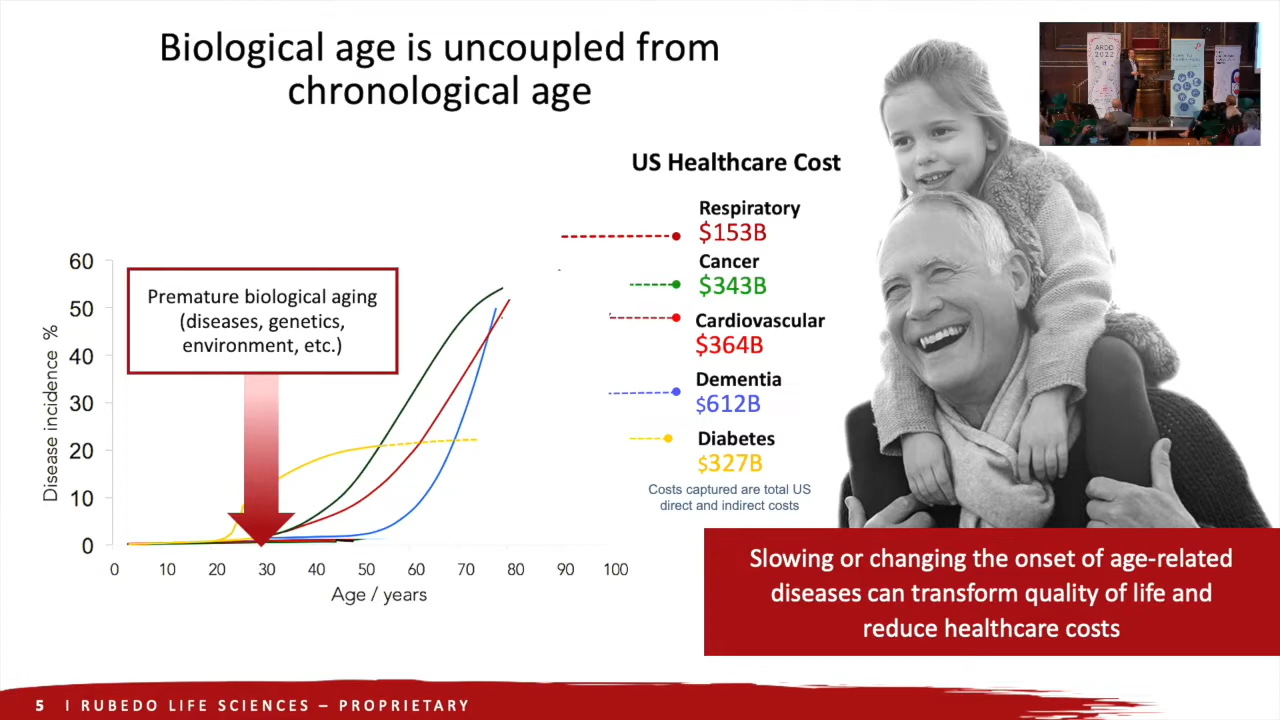 Biological age is uncoupled from
chronological age
ARDD
2022
US Healthcare Cost
Respiratory
$153B
Cancer
$343B
Cardiovascular
$364B
Dementia
$612B
Diabetes
$327B
Costs captured are total US
direct and indirect costs
Premature biological aging
(diseases, genetics,
environment, etc.)
Disease incidence %
60
50
40
30
20
10
0
0 10 20 30 40 50 60 70 80 90 100
Age / years
Slowing or changing the onset of age-related
diseases can transform quality of life and
reduce healthcare costs
5 I RUBEDO LIFE SCIENCES – PROPRIETARY